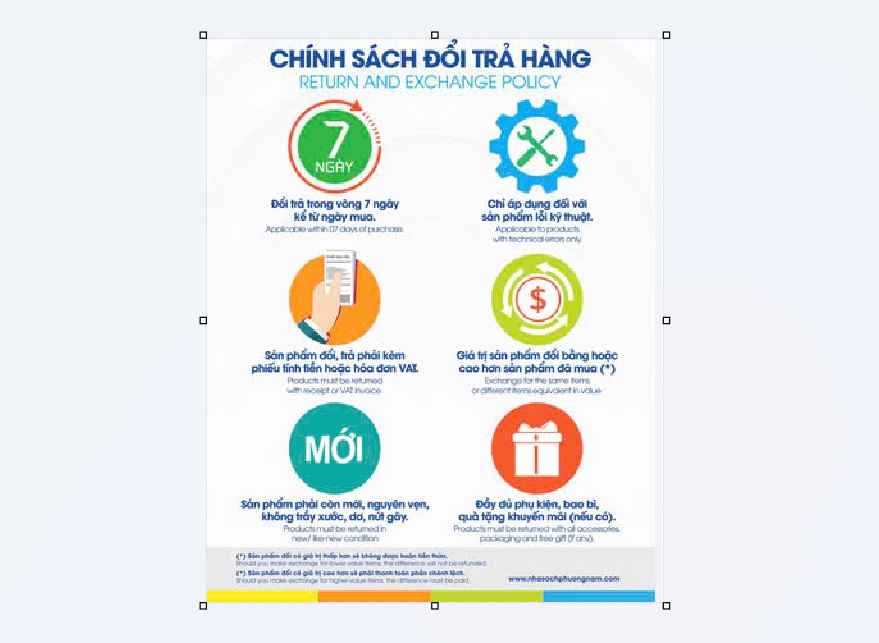 CHÍNH SÁCH ĐỔI TRẢ HÀNG
RETURN AND EXCHANGE POLICY
7
NGÀY
Đổi trả trong vòng 7 ngày
kể từ ngày mua.
Applicable within 07 days of purchase.
Chỉ áp dụng đối với
sản phẩm lỗi kỹ thuật.
Applicable to products
with technical errors only.
Sản phẩm đổi, trả phải kèm
phiếu tính tiền hoặc hóa đơn VAT.
Products must be returned
with receipt or VAT invoice.
$
Giá trị sản phẩm đổi bằng hoặc
cao hơn sản phẩm đã mua (*)
Exchange for the same items
or different items equivalent in value
MỚI
Sản phẩm phải còn mới, nguyên vẹn,
không trầy xước, dơ, nứt gãy.
Products must be returned in
new/ like-new condition
Đầy đủ phụ kiện, bao bì,
quà tặng khuyến mãi (nếu có).
Products must be returned with all accessories,
packaging and free gift (if any).
(*) Sản phẩm đổi có giá trị thấp hơn sẽ không được hoàn tiền thừa.
Should you make exchange for lower-value items, the difference will not be refunded.
(*) Sản phẩm đổi có giá trị cao hơn sẽ phải thanh toán phần chênh lệch.
Should you make exchange for higher-value items, the difference must be paid.
www.nhasachphuongnam.com